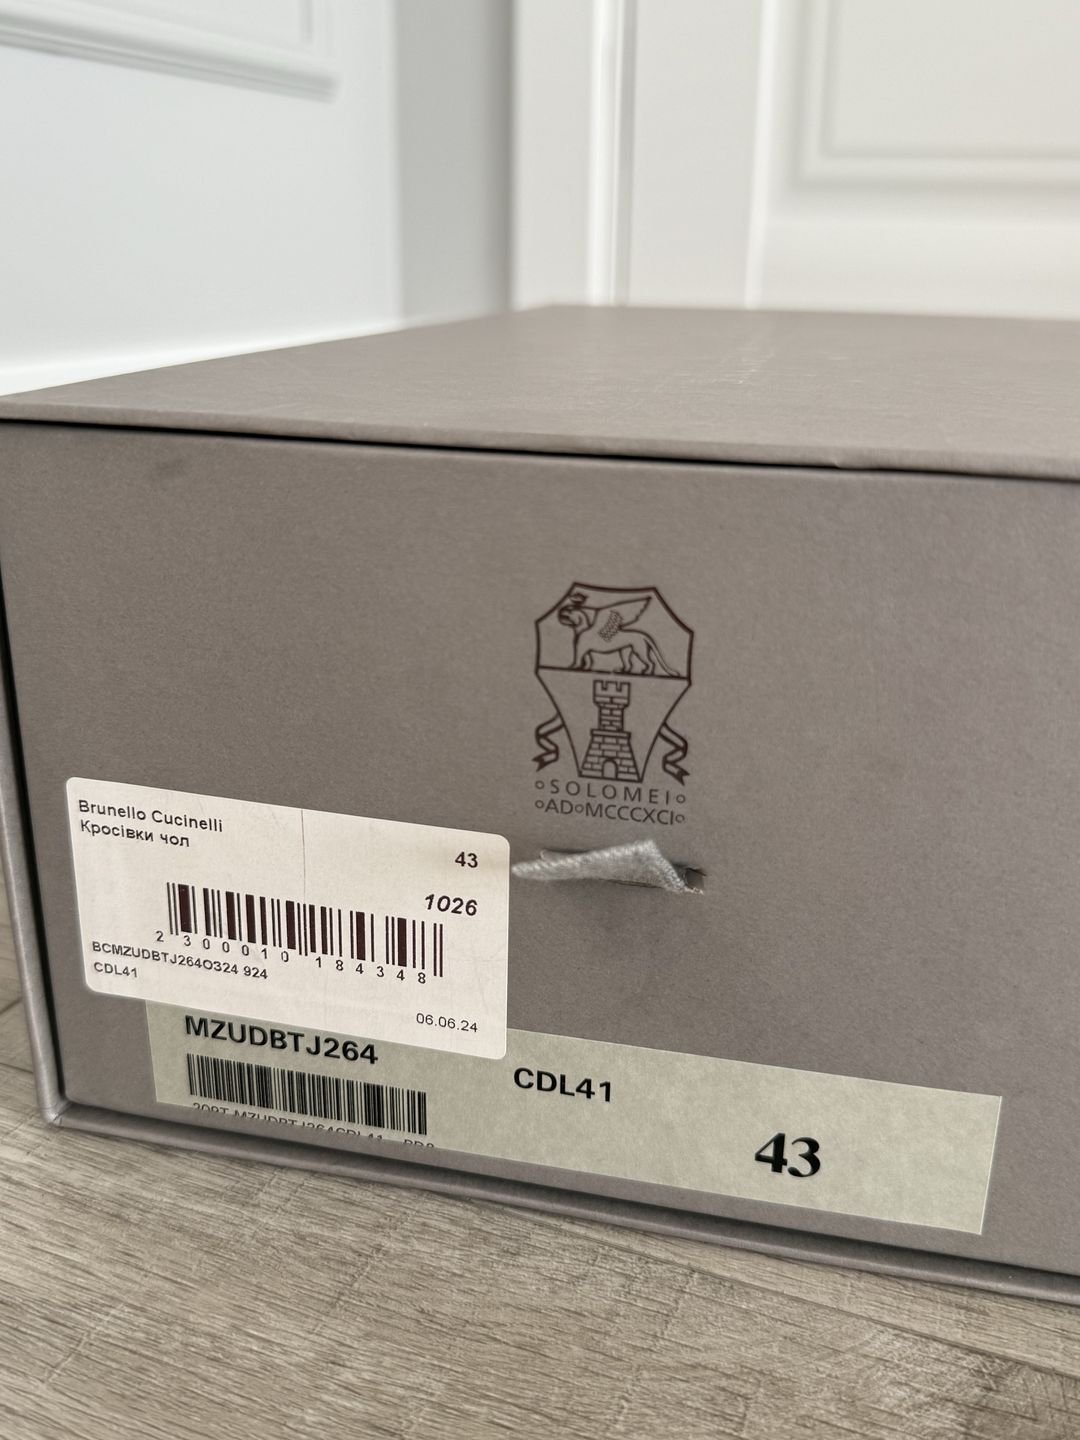 °SOLOMEI°
°AD°MCCCXCI°
Brunello Cucinelli
Кросівки чол
43
1026
2 300010 184348
BCMZUDBTJ264O324 924
CDL41
06.06.24
MZUDBTJ264
CDL41
43